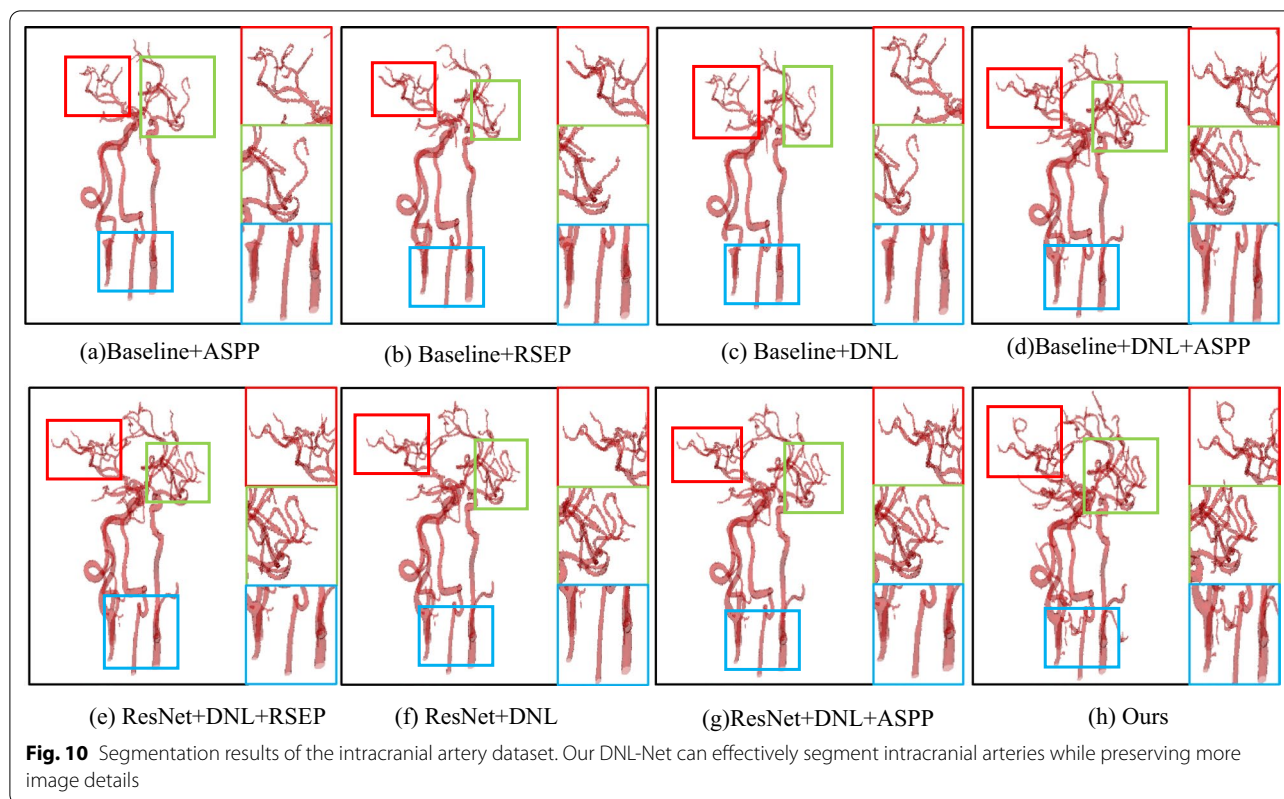 (a)Baseline+ASPP
(b) Baseline+RSEP
(c) Baseline+DNL
(d)Baseline+DNL+ASPP
(e) ResNet+DNL+RSEP
(f) ResNet+DNL
(g)ResNet+DNL+ASPP
(h) Ours
Fig. 10 Segmentation results of the intracranial artery dataset. Our DNL-Net can effectively segment intracranial arteries while preserving more
image details